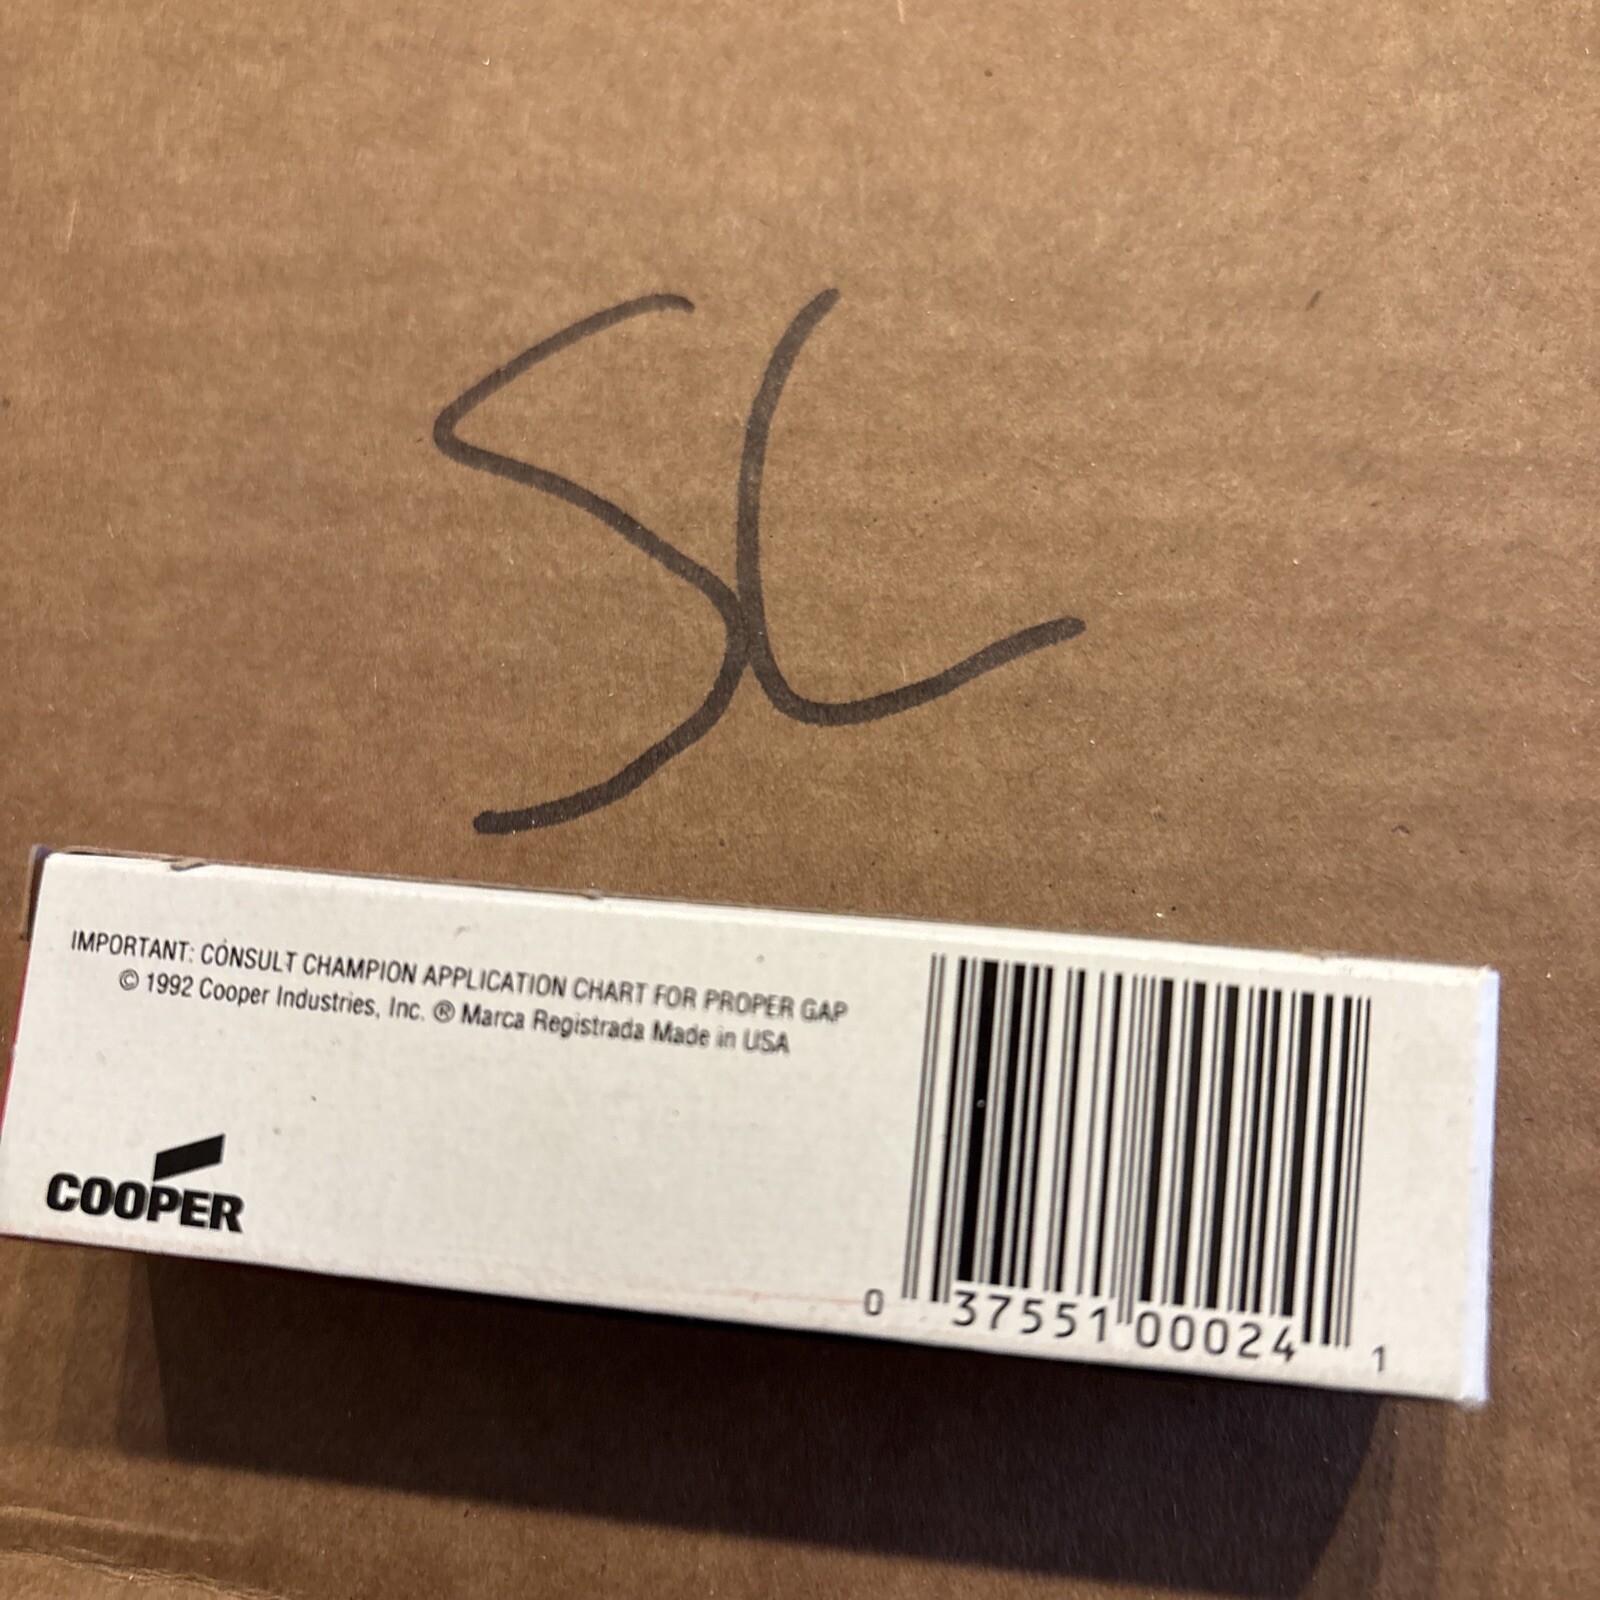 SL
IMPORTANT: CONSULT CHAMPION APPLICATION CHART FOR PROPER GAP
© 1992 Cooper Industries, Inc. ® Marca Registrada Made in USA
COOPER
0 37551 00024 1